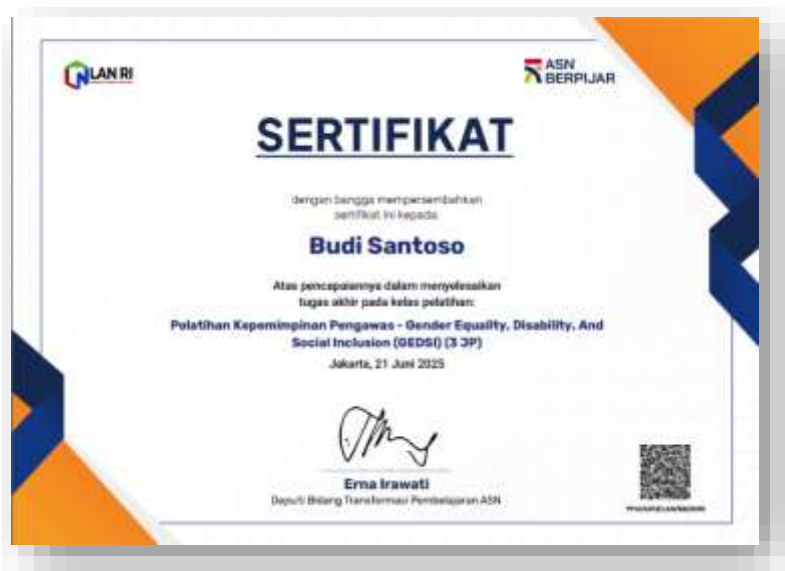 LAN RI
ASN
BERPIJAR
SERTIFIKAT
dengan bangga mempersembahkan
sertifikat ini kepada
Budi Santoso
Atas pencapaiannya dalam menyelesaikan
tugas akhir pada kelas pelatihan:
Pelatihan Kepemimpinan Pengawas - Gender Equality, Disability, And
Social Inclusion (GEDSI) (3 JP)
Jakarta, 21 Juni 2025
Erna Irawati
Deputi Bidang Transformasi Pembelajaran ASN